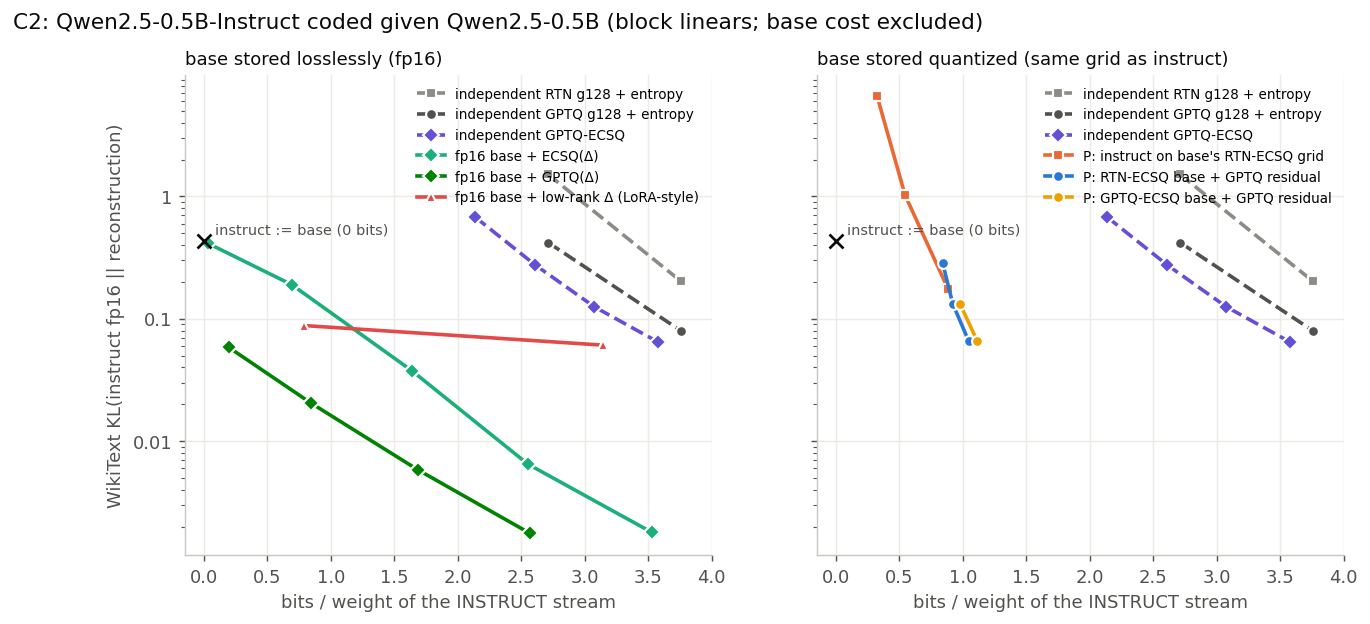 C2: Qwen2.5-0.5B-Instruct coded given Qwen2.5-0.5B (block linears; base cost excluded)
base stored losslessly (fp16)
WikiText KL(instruct fp16 || reconstruction)
1
0.1
0.01
independent RTN g128 + entropy
independent GPTQ g128 + entropy
independent GPTQ-ECSQ
fp16 base + ECSQ(Δ)
fp16 base + GPTQ(Δ)
fp16 base + low-rank Δ (LoRA-style)
instruct := base (0 bits)
0.0 0.5 1.0 1.5 2.0 2.5 3.0 3.5 4.0
bits / weight of the INSTRUCT stream
base stored quantized (same grid as instruct)
independent RTN g128 + entropy
independent GPTQ g128 + entropy
independent GPTQ-ECSQ
P: instruct on base's RTN-ECSQ grid
P: RTN-ECSQ base + GPTQ residual
P: GPTQ-ECSQ base + GPTQ residual
instruct := base (0 bits)
0.0 0.5 1.0 1.5 2.0 2.5 3.0 3.5 4.0
bits / weight of the INSTRUCT stream